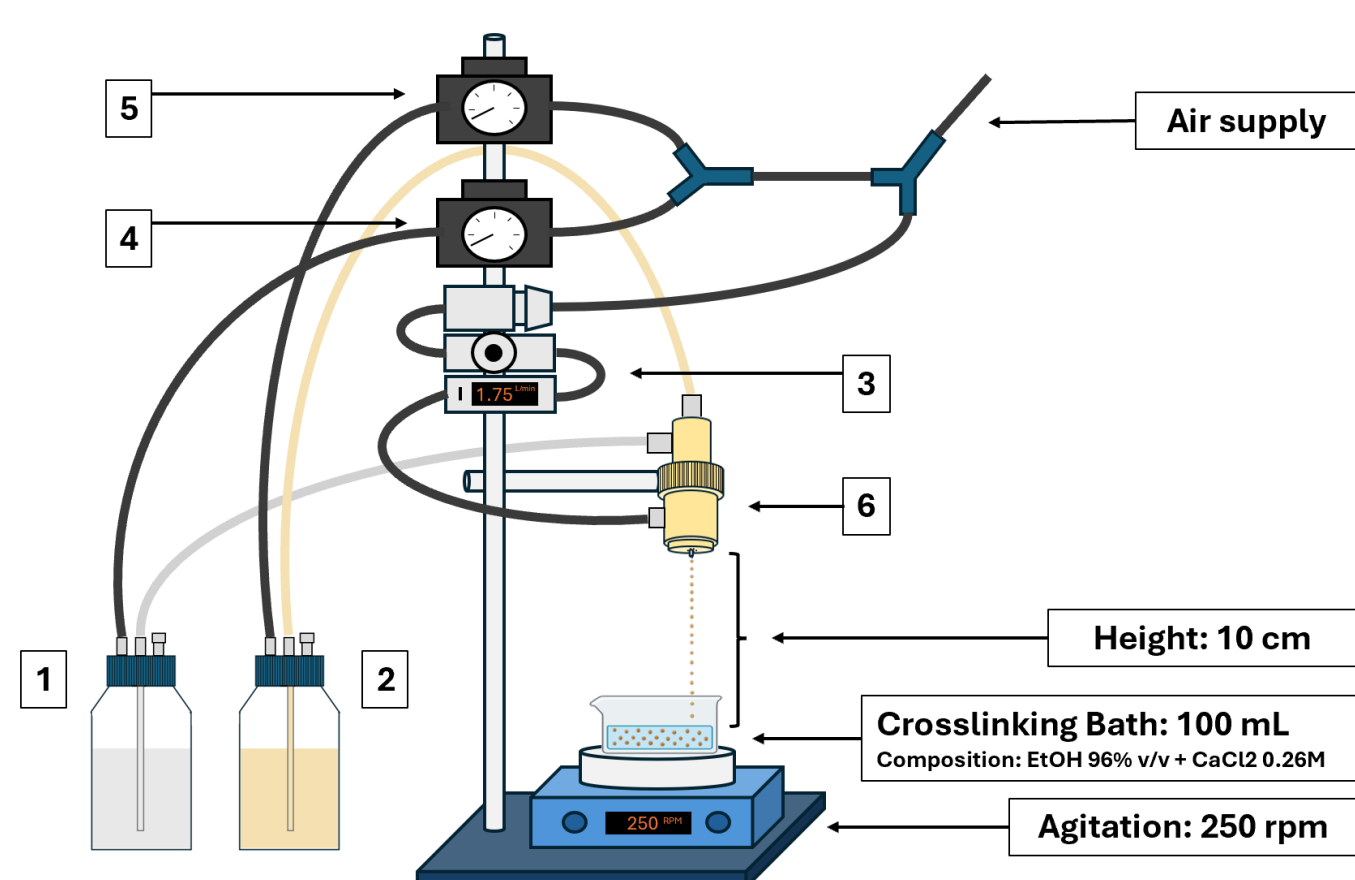 5
Air supply
4
3
1.75 L/min
6
Height: 10 cm
1
2
Crosslinking Bath: 100 mL
Composition: EtOH 96% v/v + CaCl2 0.26M
250 RPM
Agitation: 250 rpm